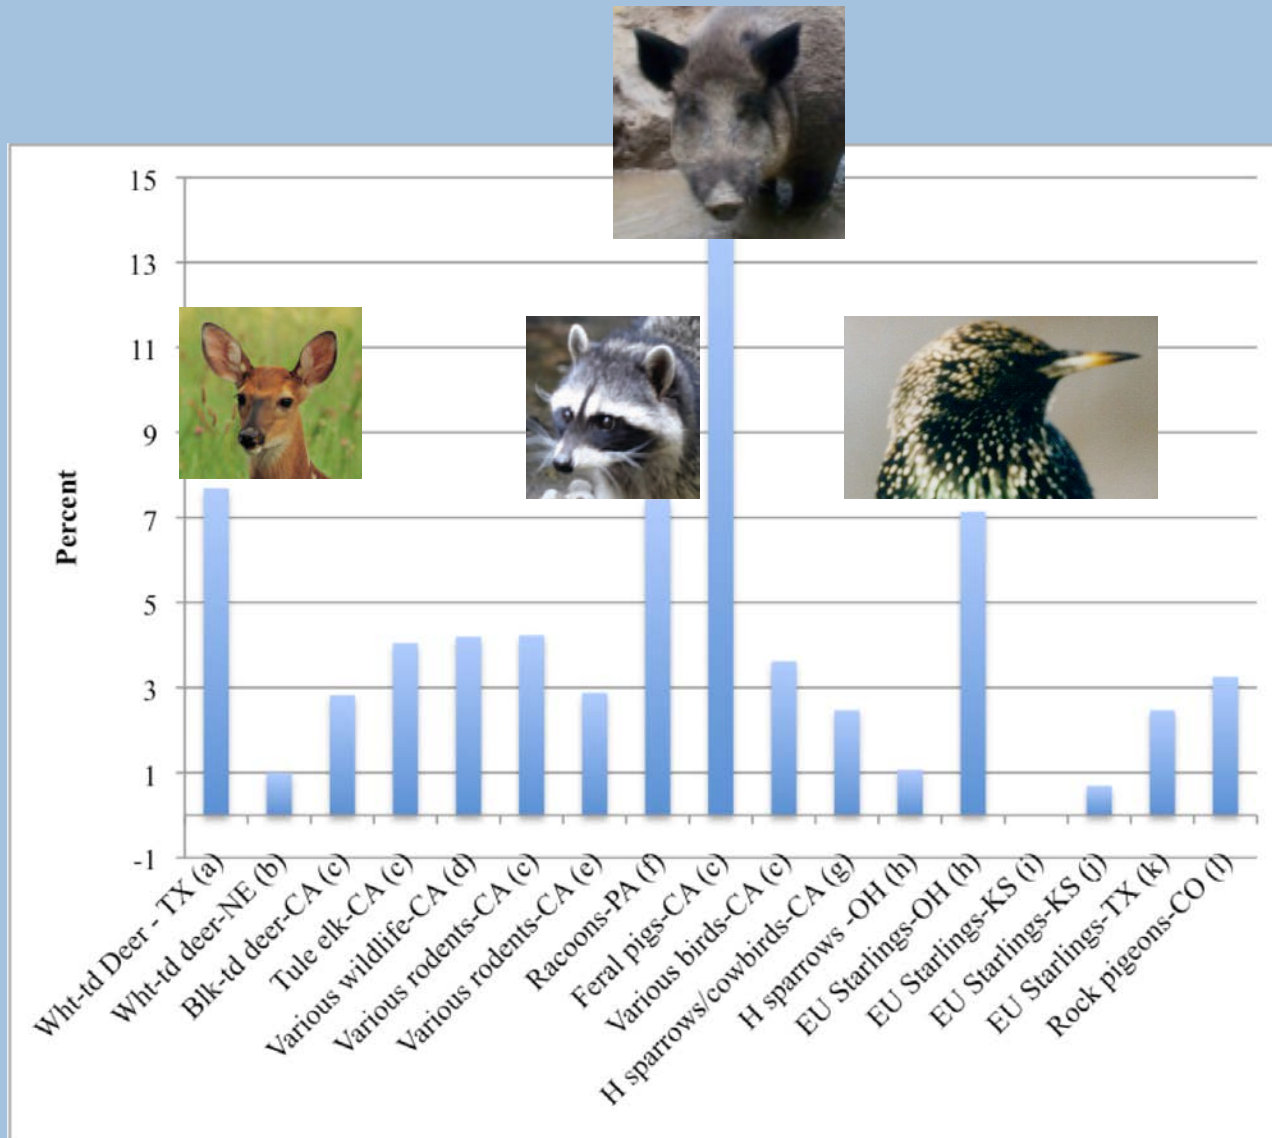 15
13
11
9
7
5
3
1
-1
Percent
Wht-td Deer - TX (a)
Wht-td deer-NE (b)
Blk-td deer-CA (c)
Tule elk-CA (c)
Various wildlife-CA (d)
Various rodents-CA (c)
Various rodents-CA (e)
Racoons-PA (f)
Feral pigs-CA (c)
Various birds-CA (c)
H sparrows/cowbirds-CA (g)
H sparrows -OH (h)
EU Starlings-OH (h)
EU Starlings-KS (i)
EU Starlings-KS (j)
EU Starlings-TX (k)
Rock pigeons-CO (l)